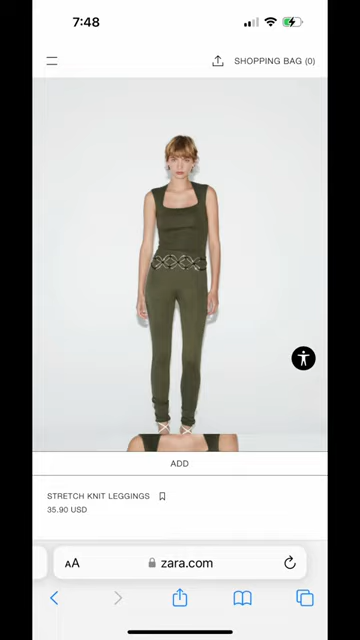 7:48
SHOPPING BAG (0)
ADD
STRETCH KNIT LEGGINGS
35.90 USD
AA
zara.com